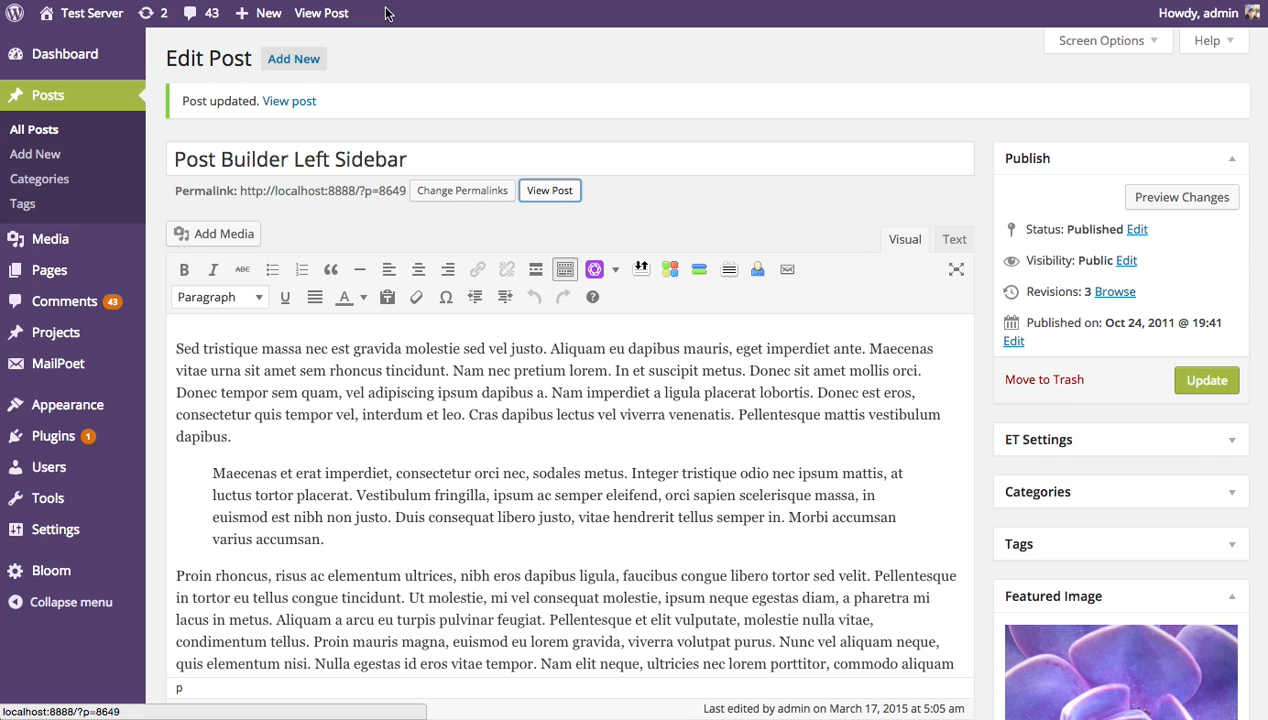 Test Server 2 43 New View Post Howdy, admin
Dashboard
Posts
All Posts
Add New
Categories
Tags
Media
Pages
Comments 43
Projects
MailPoet
Appearance
Plugins 1
Users
Tools
Settings
Bloom
Collapse menu
Screen Options Help
Edit Post Add New
Post updated. View post
Post Builder Left Sidebar
Permalink: http://localhost:8888/?p=8649 Change Permalinks View Post
Add Media
Visual Text
B I ABC
Paragraph U A Ω
Sed tristique massa nec est gravida molestie sed vel justo. Aliquam eu dapibus mauris, eget imperdiet ante. Maecenas
vitae urna sit amet sem rhoncus tincidunt. Nam nec pretium lorem. In et suscipit metus. Donec sit amet mollis orci.
Donec tempor sem quam, vel adipiscing ipsum dapibus a. Nam imperdiet a ligula placerat lobortis. Donec est eros,
consectetur quis tempor vel, interdum et leo. Cras dapibus lectus vel viverra venenatis. Pellentesque mattis vestibulum
dapibus.
Maecenas et erat imperdiet, consectetur orci nec, sodales metus. Integer tristique odio nec ipsum mattis, at
luctus tortor placerat. Vestibulum fringilla, ipsum ac semper eleifend, orci sapien scelerisque massa, in
euismod est nibh non justo. Duis consequat libero justo, vitae hendrerit tellus semper in. Morbi accumsan
varius accumsan.
Proin rhoncus, risus ac elementum ultrices, nibh eros dapibus ligula, faucibus congue libero tortor sed velit. Pellentesque
in tortor eu tellus congue tincidunt. Ut molestie, mi vel consequat molestie, ipsum neque egestas diam, a pharetra mi
lacus in metus. Aliquam a arcu eu turpis pulvinar feugiat. Pellentesque et elit vulputate, molestie nulla vitae,
condimentum tellus. Proin mauris magna, euismod eu lorem gravida, viverra volutpat purus. Nunc vel aliquam neque,
quis elementum nisi. Nulla egestas id eros vitae tempor. Nam elit neque, ultricies nec lorem porttitor, commodo aliquam
p
Last edited by admin on March 17, 2015 at 5:05 am
Publish
Preview Changes
Status: Published Edit
Visibility: Public Edit
Revisions: 3 Browse
Published on: Oct 24, 2011 @ 19:41
Edit
Move to Trash Update
ET Settings
Categories
Tags
Featured Image
localhost:8888/?p=8649